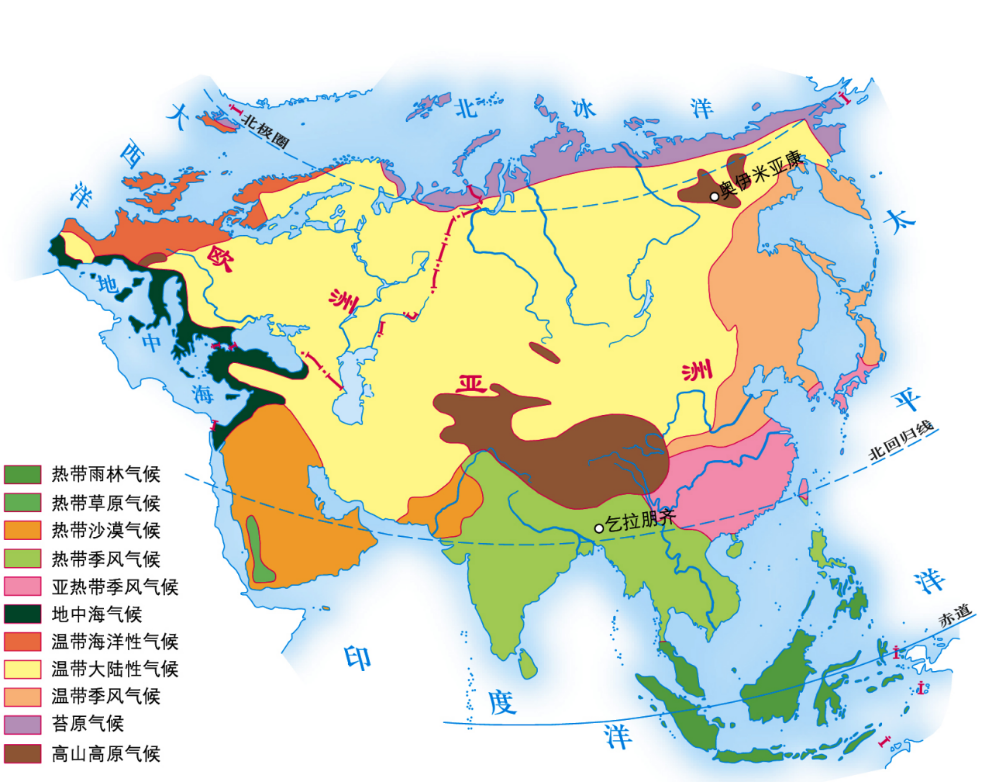 北冰洋
大西洋
北极圈
奥伊米亚康
太平洋
欧洲
地中海
亚洲
北回归线
乞拉朋齐
热带雨林气候
热带草原气候
热带沙漠气候
热带季风气候
亚热带季风气候
地中海气候
温带海洋性气候
温带大陆性气候
温带季风气候
苔原气候
高山高原气候
赤道
印度洋